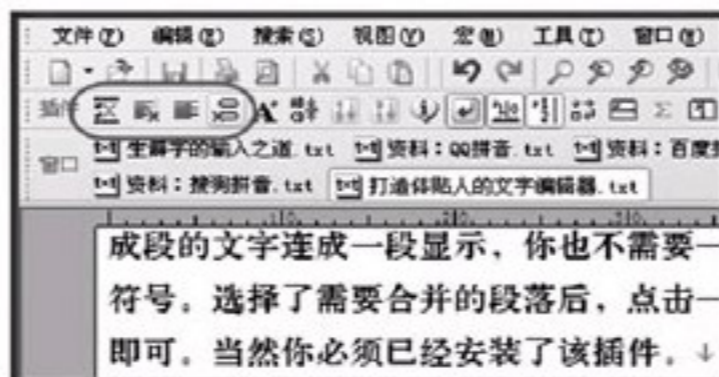 文件(F) 编辑(E) 搜索(S) 视图(V) 宏(M) 工具(T) 窗口(W)
插件
窗口 生僻字的输入之道.txt 资料：QQ拼音.txt 资料：百度
资料：搜狗拼音.txt 打造体贴人的文字编辑器.txt
成段的文字连成一段显示，你也不需要一
符号。选择了需要合并的段落后，点击一
即可。当然你必须已经安装了该插件。↓